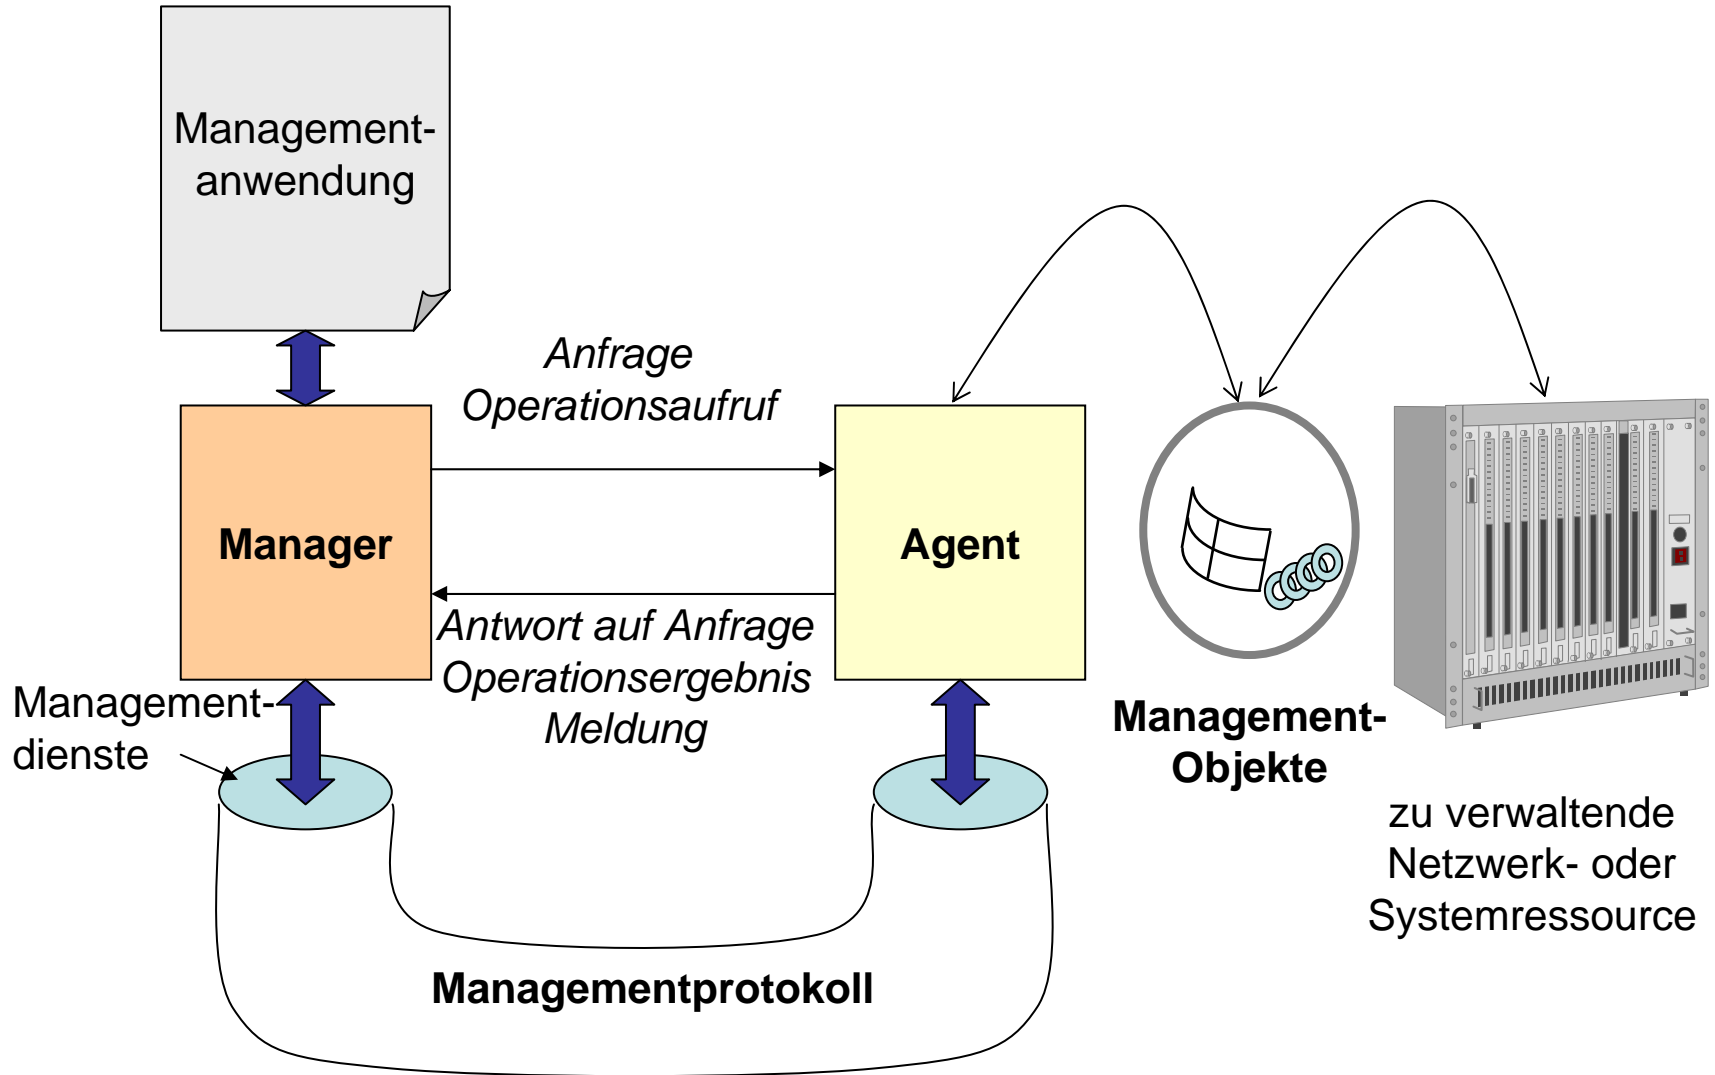 Management-
anwendung
Anfrage
Operationsaufruf
Manager
Agent
Antwort auf Anfrage
Operationsergebnis
Meldung
Management-
dienste
Management-
Objekte
zu verwaltende
Netzwerk- oder
Systemressource
Managementprotokoll